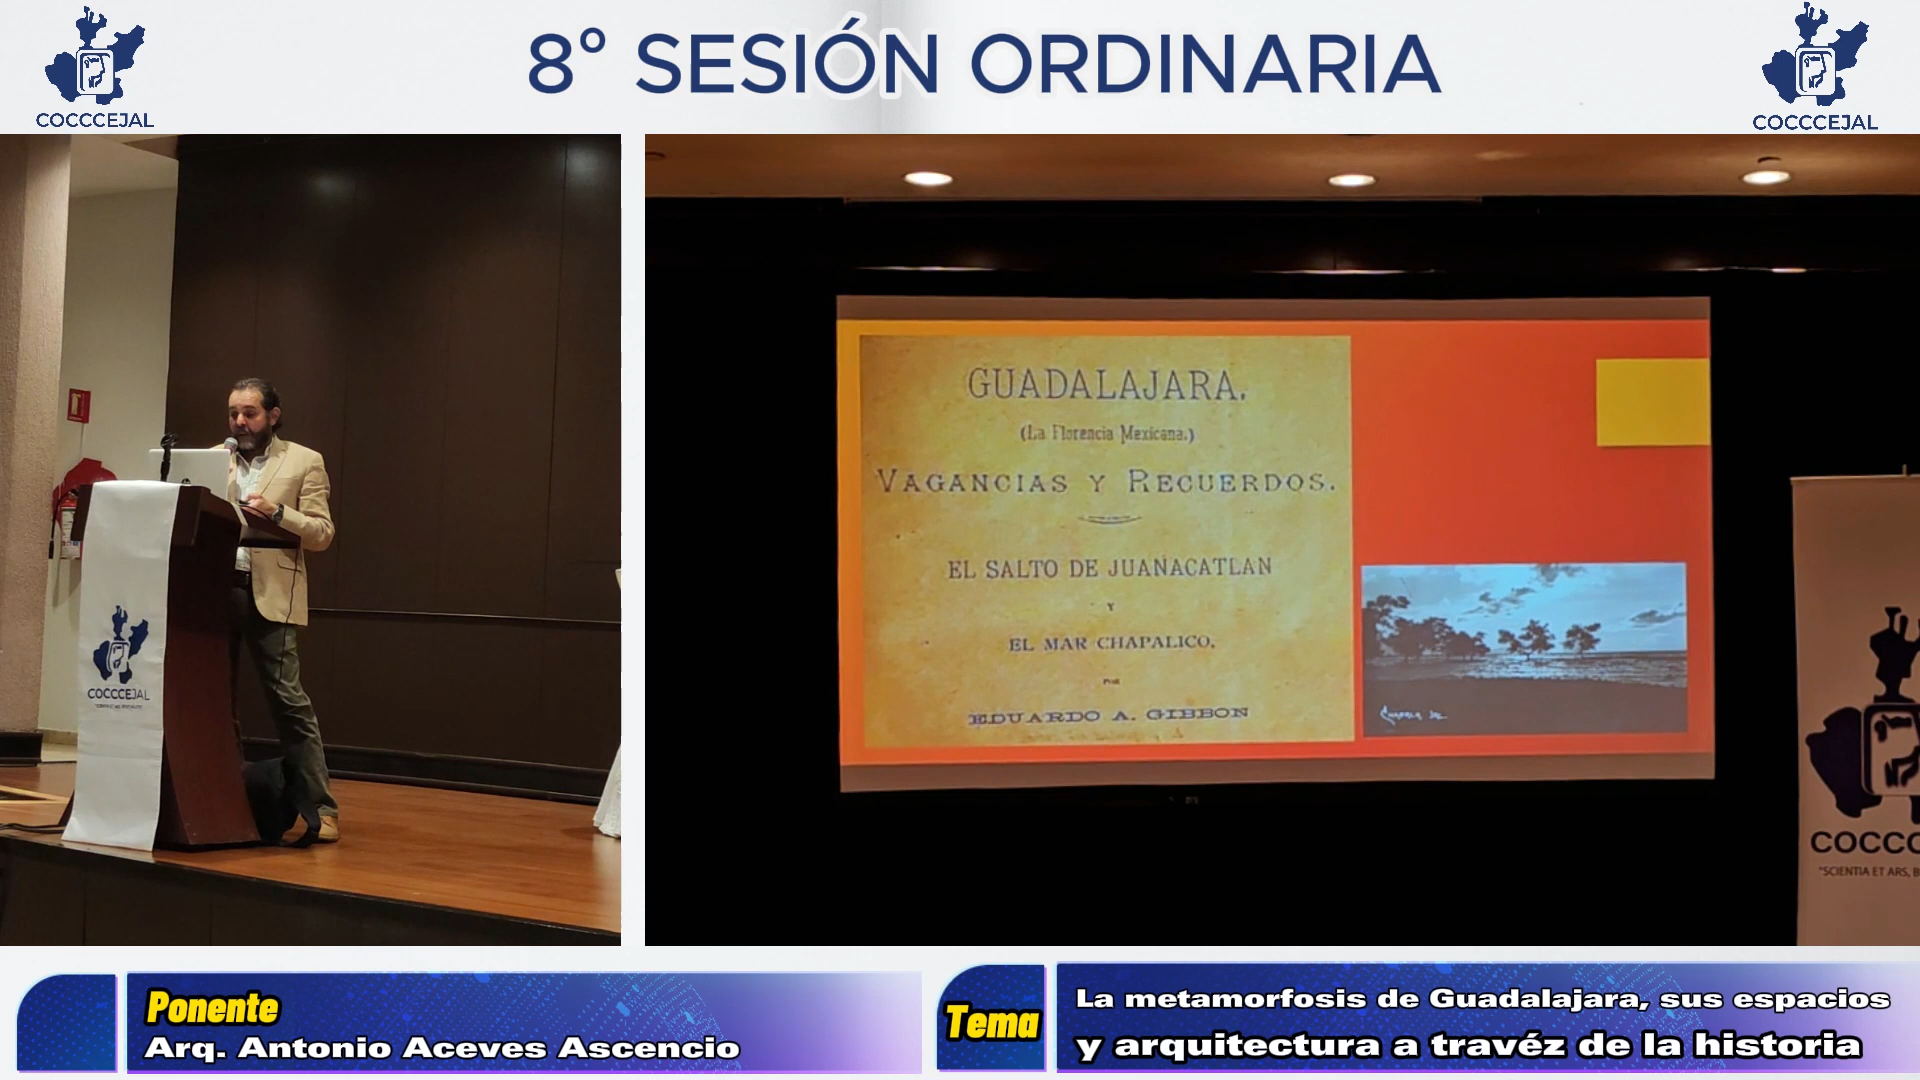 8° SESIÓN ORDINARIA
COCCCEJAL
COCCCEJAL
COCCCEJAL
GUADALAJARA.
(La Florencia Mexicana.)
VAGANCIAS Y RECUERDOS.
EL SALTO DE JUANACATLAN
Y
EL MAR CHAPALICO,
POR
EDUARDO A. GIBBON
COCCC
"SCIENTIA ET ARS, B
Ponente
Arq. Antonio Aceves Ascencio
Tema
La metamorfosis de Guadalajara, sus espacios
y arquitectura a travéz de la historia